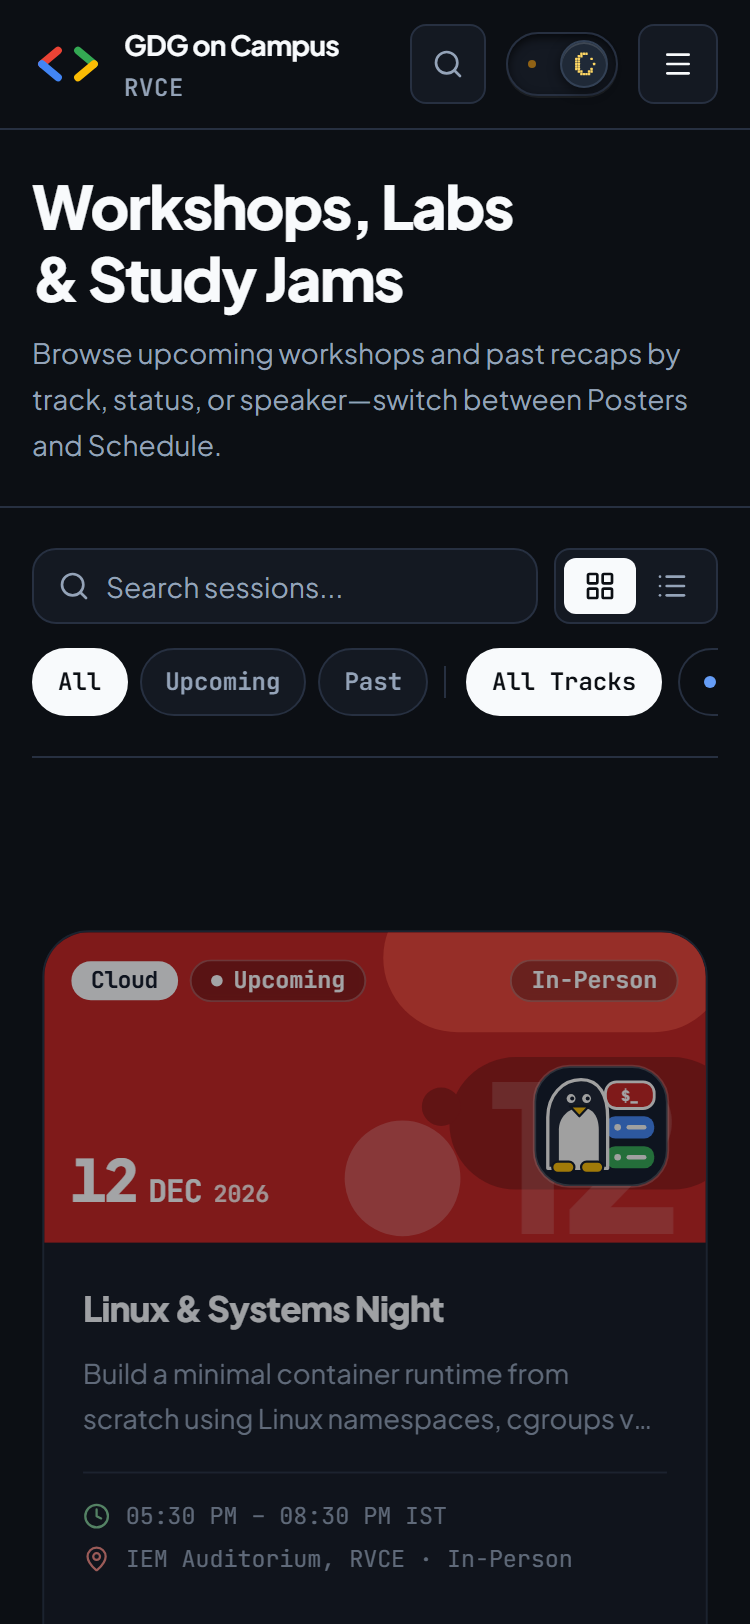 GDG on Campus
RVCE
Workshops, Labs
& Study Jams
Browse upcoming workshops and past recaps by
track, status, or speaker—switch between Posters
and Schedule.
Search sessions...
All Upcoming Past All Tracks
Cloud Upcoming In-Person
$_
12
12 DEC 2026
Linux & Systems Night
Build a minimal container runtime from
scratch using Linux namespaces, cgroups v...
05:30 PM – 08:30 PM IST
IEM Auditorium, RVCE · In-Person